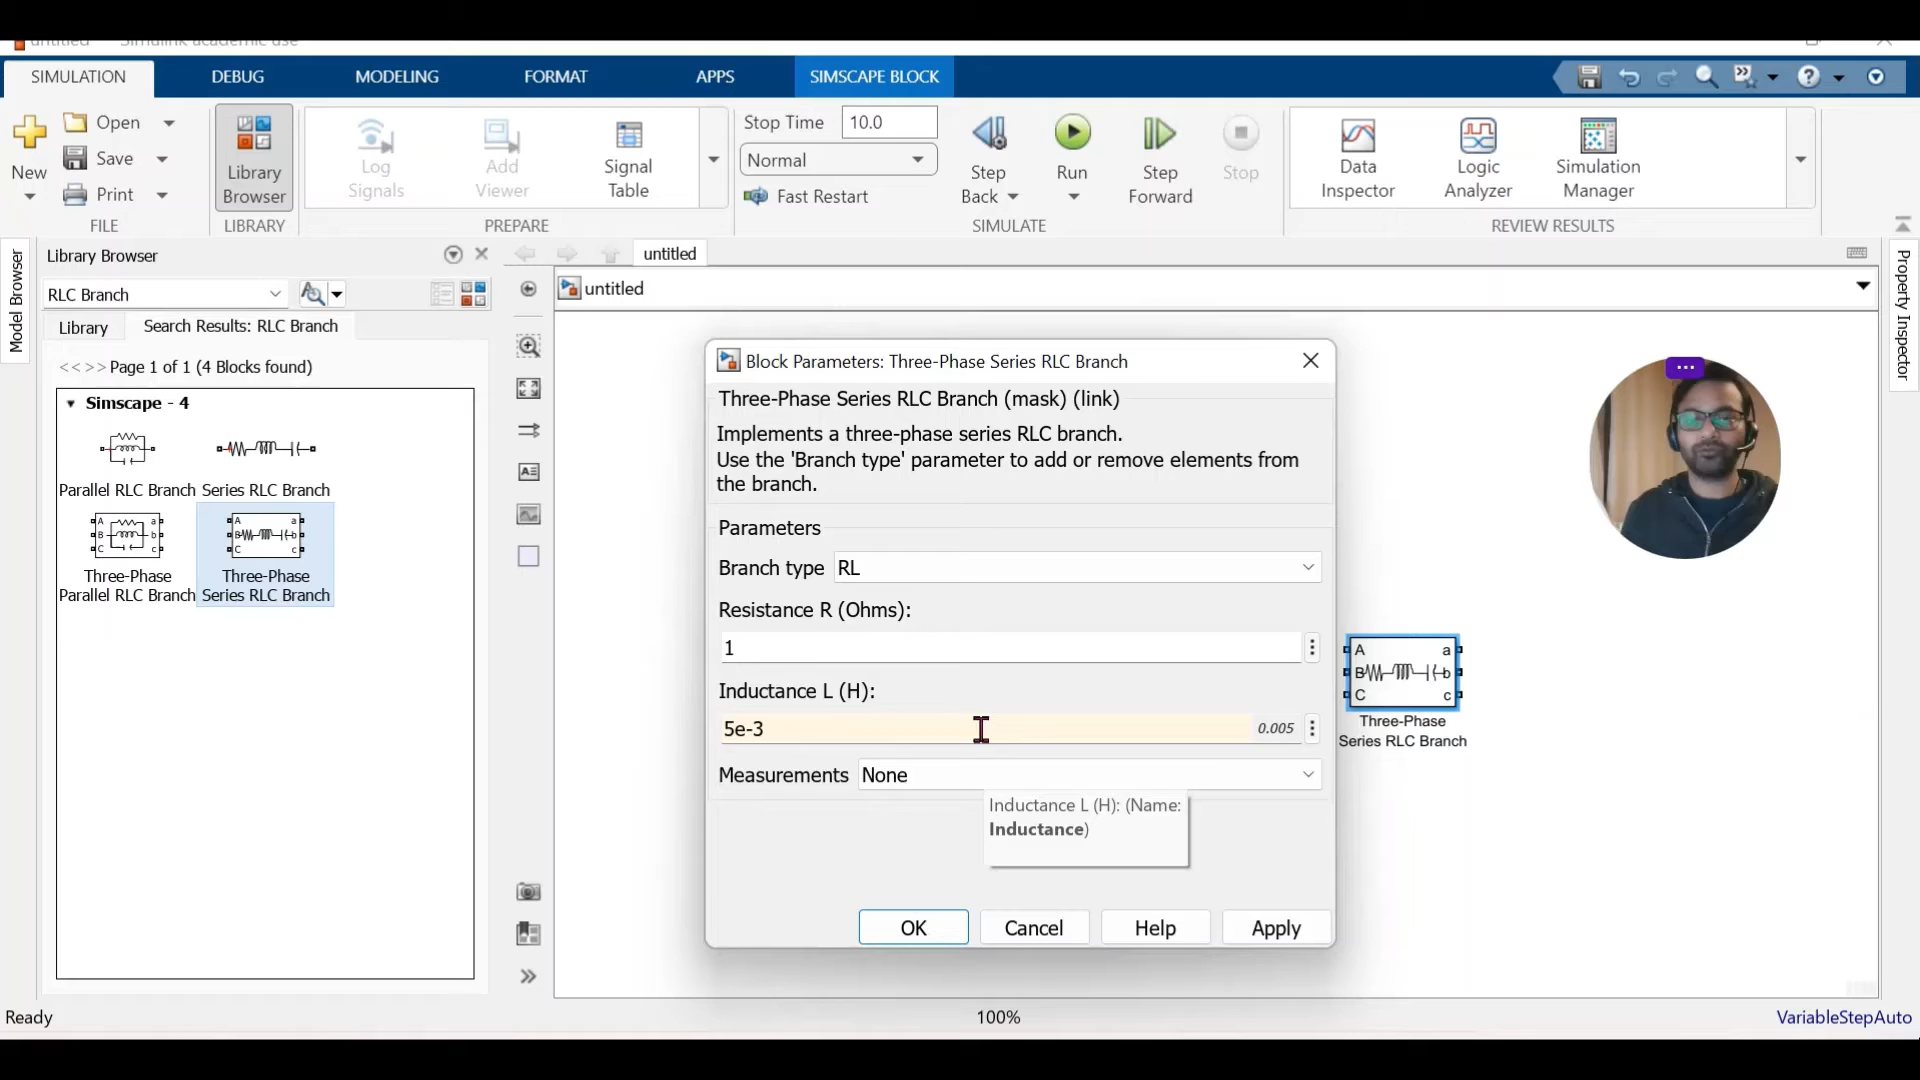 untitled Simulink academic use
SIMULATION DEBUG MODELING FORMAT APPS SIMSCAPE BLOCK
New
Open
Save
Print
FILE
Library
Browser
LIBRARY
Log
Signals
Add
Viewer
Signal
Table
PREPARE
Stop Time 10.0
Normal
Fast Restart
Step
Back
Run
Step
Forward
Stop
SIMULATE
Data
Inspector
Logic
Analyzer
Simulation
Manager
REVIEW RESULTS
Model Browser
Library Browser
RLC Branch
Library Search Results: RLC Branch
<< >> Page 1 of 1 (4 Blocks found)
Simscape - 4
Parallel RLC Branch
Series RLC Branch
A a
B b
C c
Three-Phase
Parallel RLC Branch
A a
B b
C c
Three-Phase
Series RLC Branch
untitled
untitled
Property Inspector
Block Parameters: Three-Phase Series RLC Branch
Three-Phase Series RLC Branch (mask) (link)
Implements a three-phase series RLC branch.
Use the 'Branch type' parameter to add or remove elements from
the branch.
Parameters
Branch type RL
Resistance R (Ohms):
1
Inductance L (H):
5e-3 0.005
Measurements None
Inductance L (H): (Name:
Inductance)
OK Cancel Help Apply
A a
B b
C c
Three-Phase
Series RLC Branch
Ready 100% VariableStepAuto